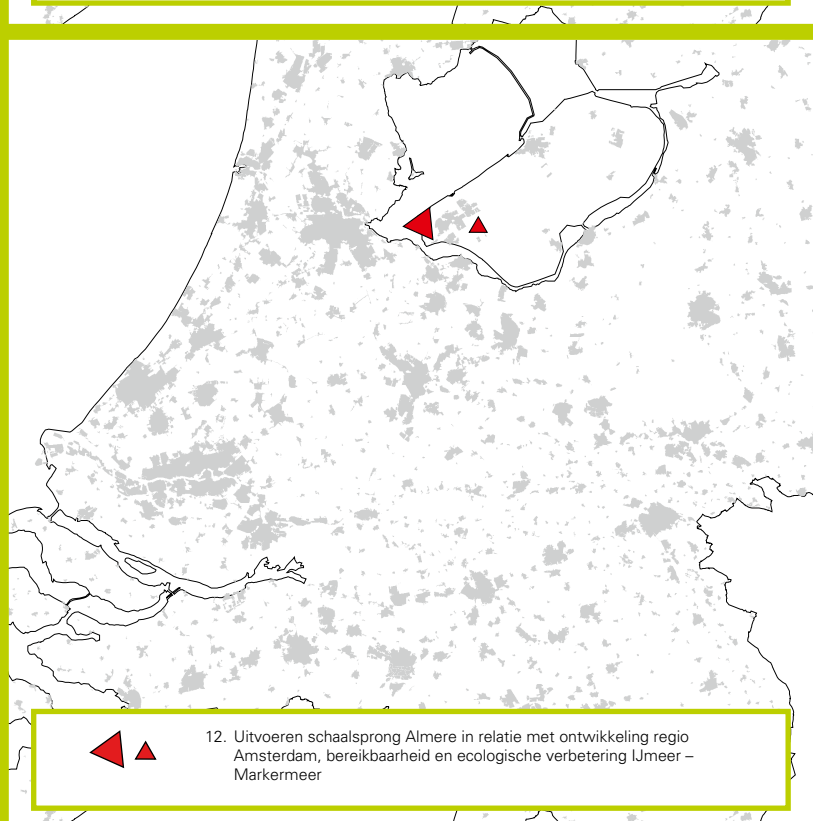 12. Uitvoeren schaalsprong Almere in relatie met ontwikkeling regio
Amsterdam, bereikbaarheid en ecologische verbetering IJmeer –
Markermeer